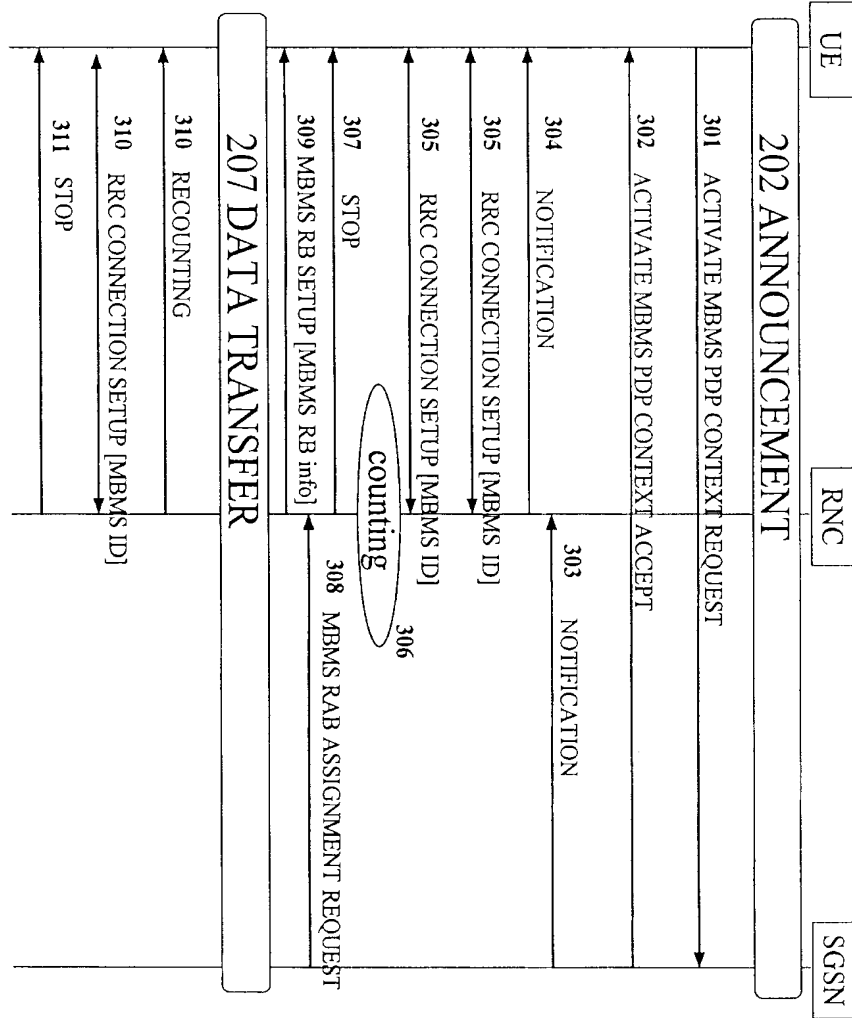 UE
RNC
SGSN
202 ANNOUNCEMENT
301 ACTIVATE MBMS PDP CONTEXT REQUEST
302 ACTIVATE MBMS PDP CONTEXT ACCEPT
303 NOTIFICATION
304 NOTIFICATION
305 RRC CONNECTION SETUP [MBMS ID]
305 RRC CONNECTION SETUP [MBMS ID]
counting
306
307 STOP
308 MBMS RAB ASSIGNMENT REQUEST
309 MBMS RB SETUP [MBMS RB info]
207 DATA TRANSFER
310 RECOUNTING
310 RRC CONNECTION SETUP [MBMS ID]
311 STOP